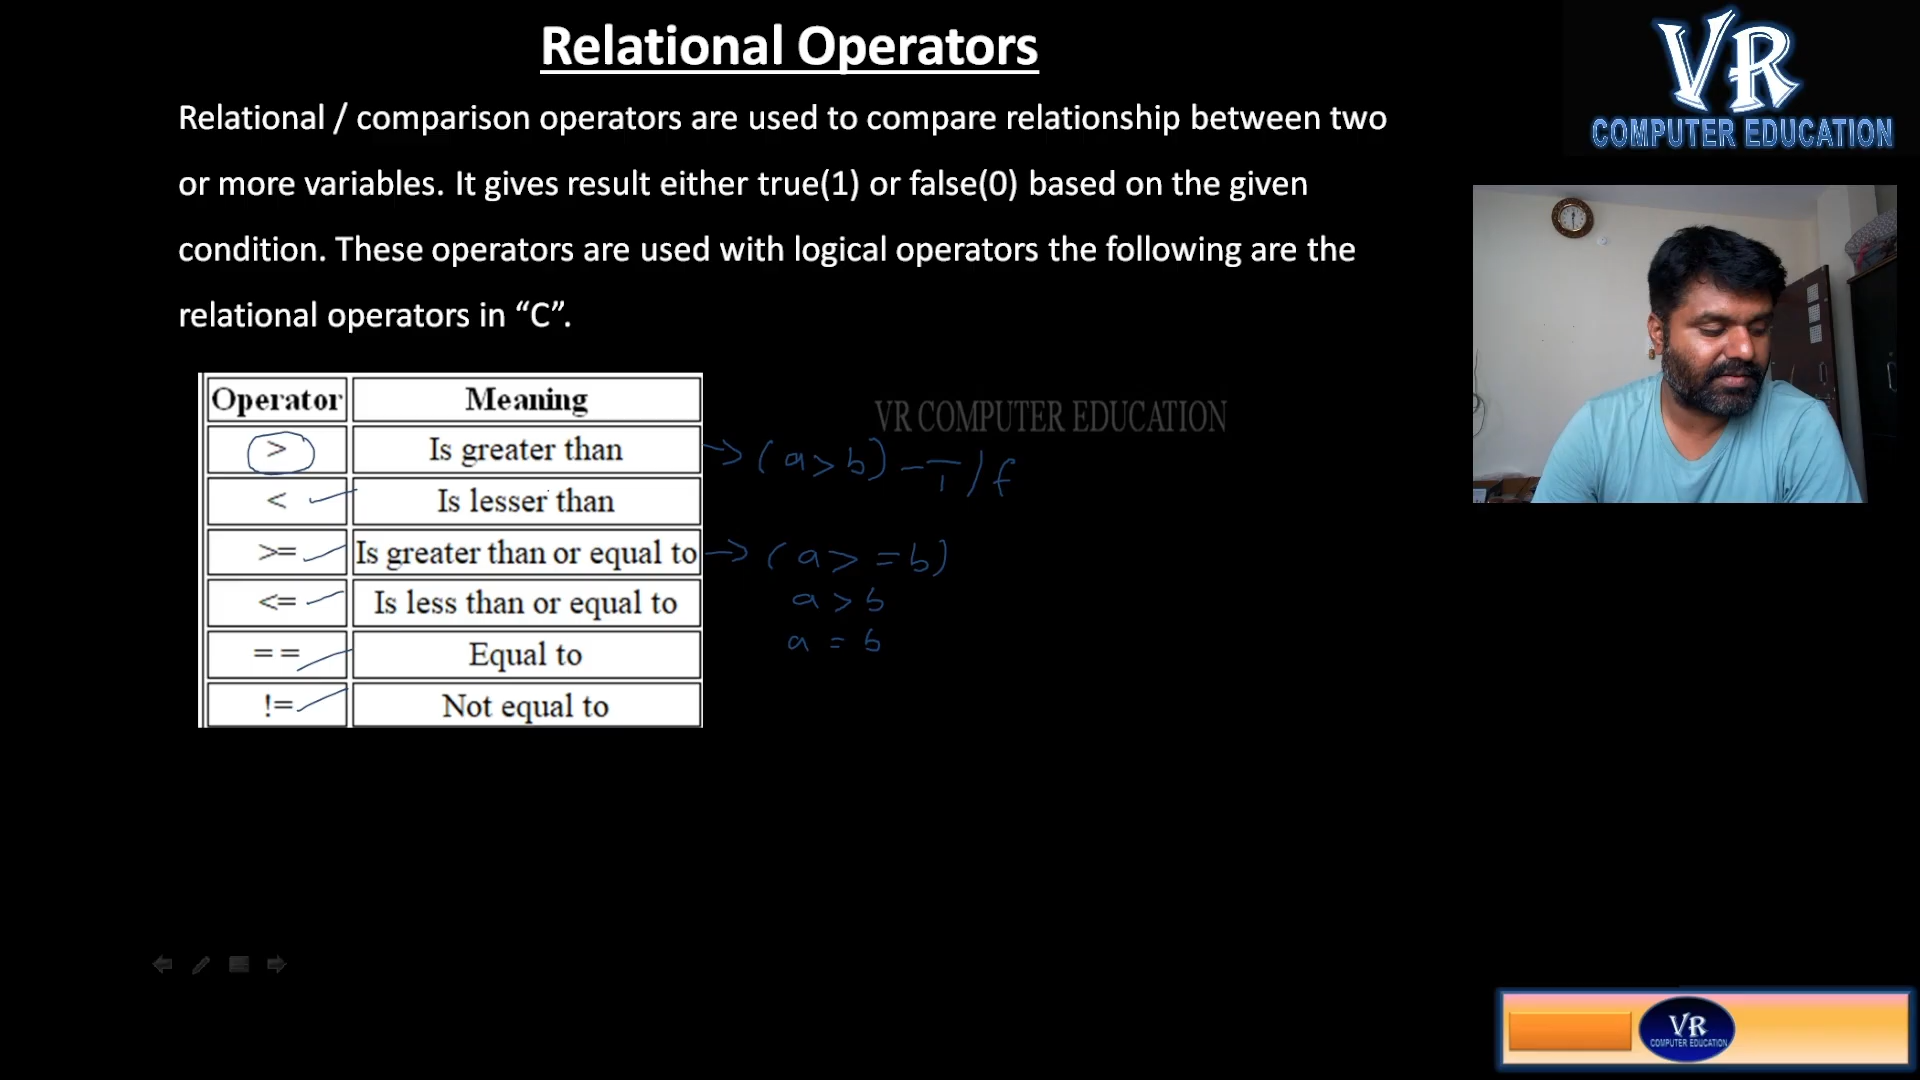 Relational Operators
VR
COMPUTER EDUCATION
Relational / comparison operators are used to compare relationship between two
or more variables. It gives result either true(1) or false(0) based on the given
condition. These operators are used with logical operators the following are the
relational operators in “C”.
Operator Meaning
> Is greater than → (a>b) – T/f
< Is lesser than
>= Is greater than or equal to → (a>=b)
<= Is less than or equal to a > b
== Equal to a = b
!= Not equal to
VR COMPUTER EDUCATION
VR
COMPUTER EDUCATION